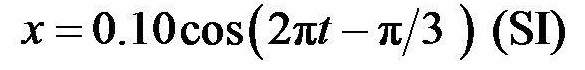 x = 0.10cos(2πt − π/3 ) (SI)